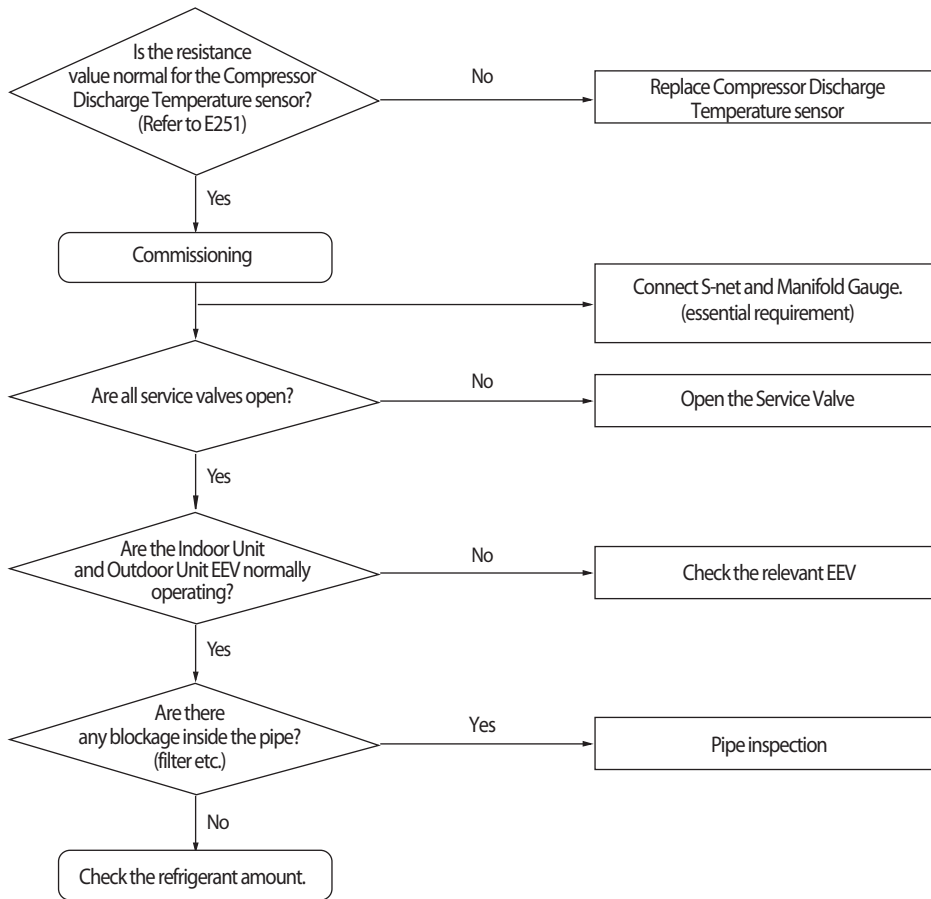 Is the resistance
value normal for the Compressor
Discharge Temperature sensor?
(Refer to E251)
No
Replace Compressor Discharge
Temperature sensor
Yes
Commissioning
Connect S-net and Manifold Gauge.
(essential requirement)
Are all service valves open?
No
Open the Service Valve
Yes
Are the Indoor Unit
and Outdoor Unit EEV normally
operating?
No
Check the relevant EEV
Yes
Are there
any blockage inside the pipe?
(filter etc.)
Yes
Pipe inspection
No
Check the refrigerant amount.